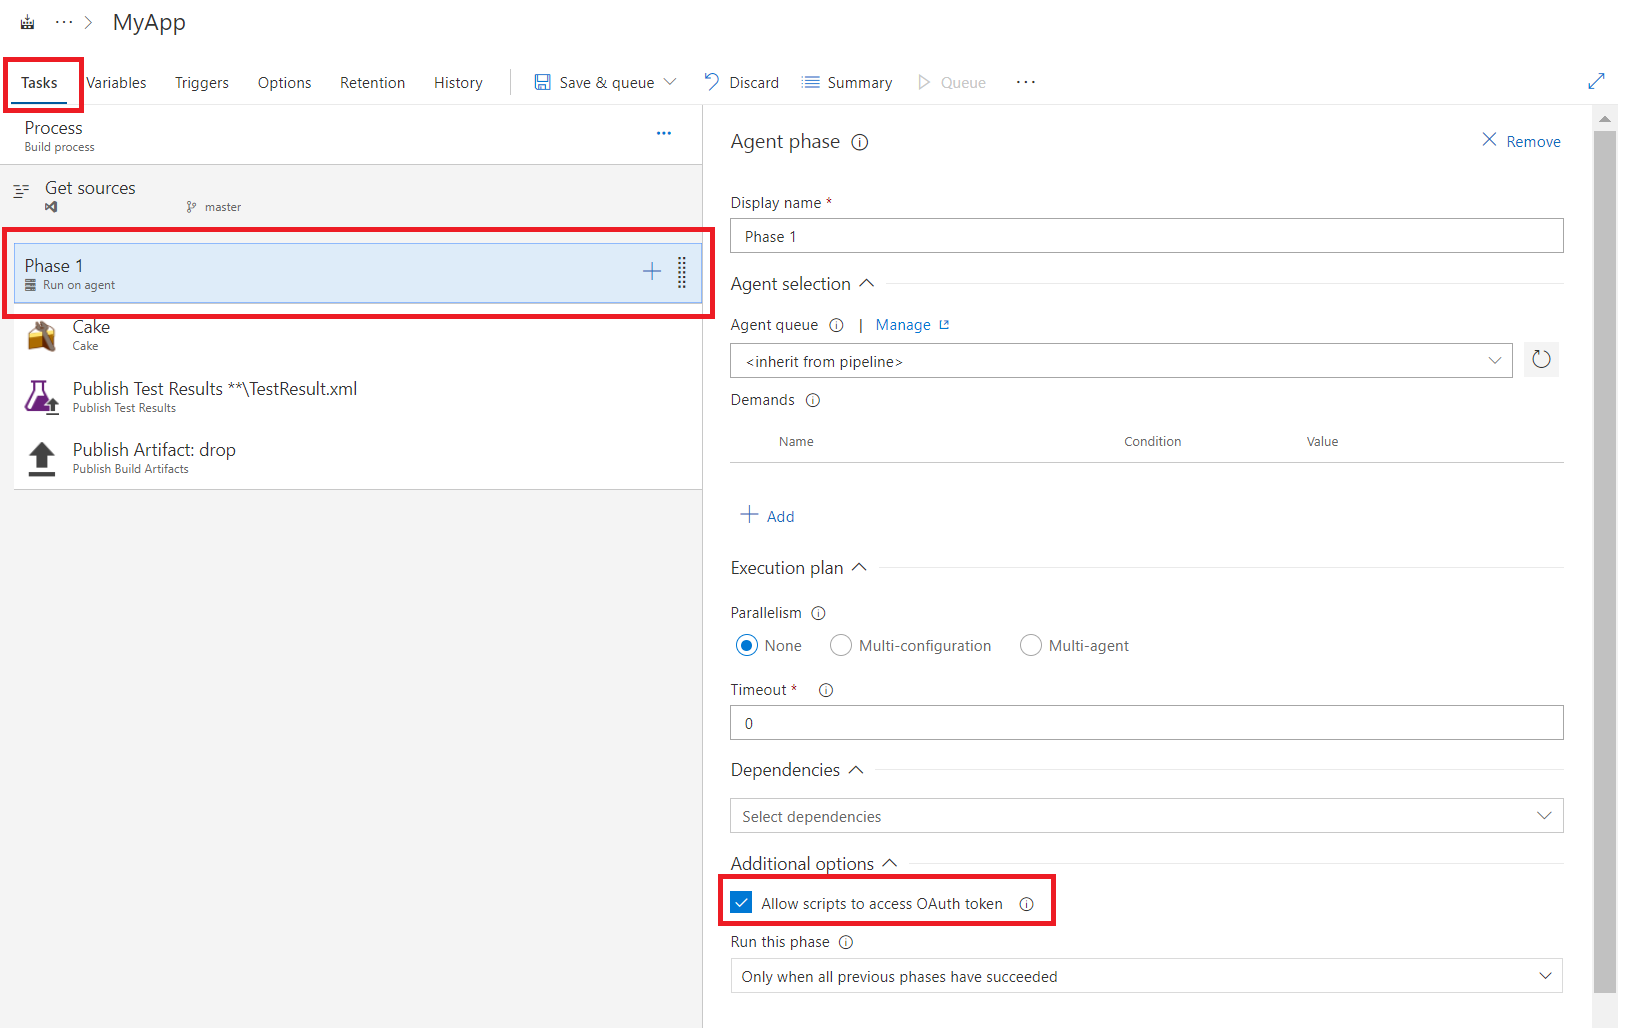 ··· > MyApp
Tasks Variables Triggers Options Retention History Save & queue Discard Summary Queue ···
Process
Build process
Get sources
master
Phase 1
Run on agent
Cake
Cake
Publish Test Results **\TestResult.xml
Publish Test Results
Publish Artifact: drop
Publish Build Artifacts
Agent phase
Remove
Display name *
Phase 1
Agent selection
Agent queue | Manage
<inherit from pipeline>
Demands
Name Condition Value
Add
Execution plan
Parallelism
None Multi-configuration Multi-agent
Timeout *
0
Dependencies
Select dependencies
Additional options
Allow scripts to access OAuth token
Run this phase
Only when all previous phases have succeeded